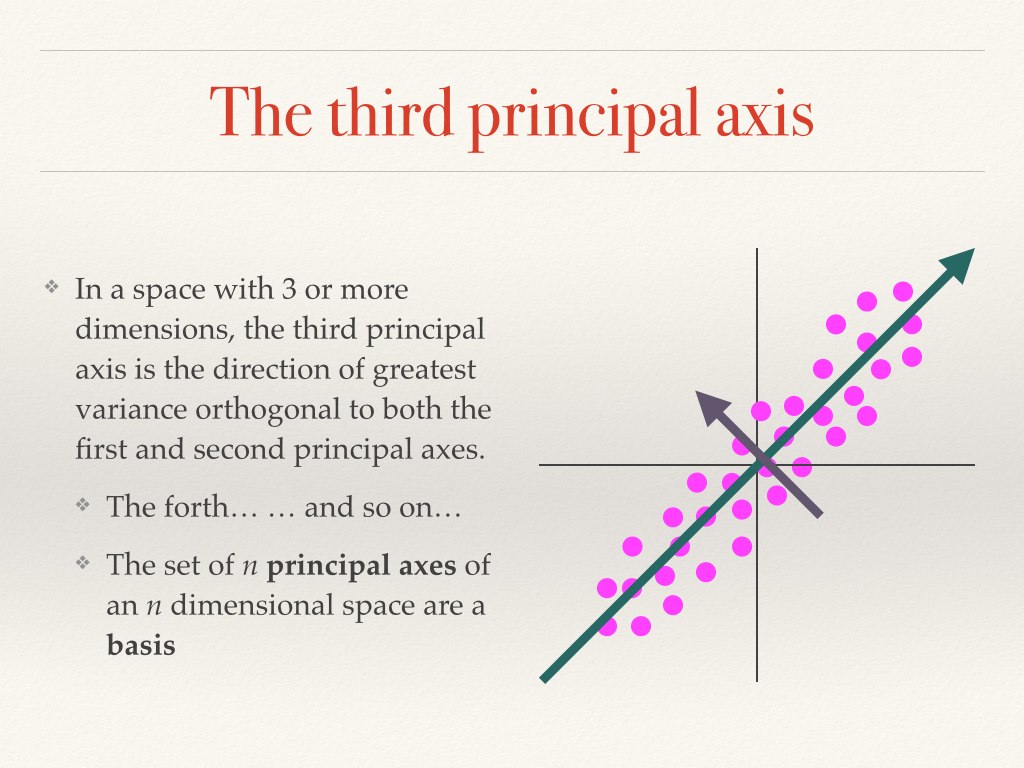 The third principal axis
In a space with 3 or more
dimensions, the third principal
axis is the direction of greatest
variance orthogonal to both the
first and second principal axes.
The forth… … and so on…
The set of n principal axes of
an n dimensional space are a
basis